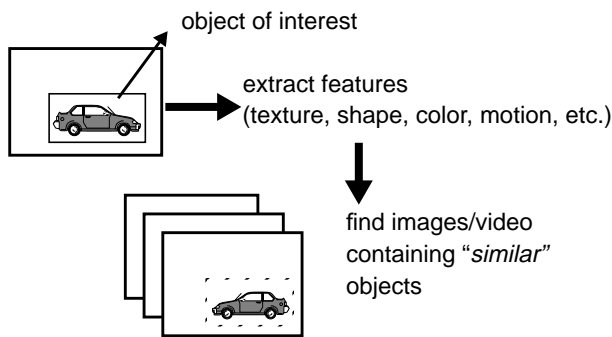 object of interest
extract features
(texture, shape, color, motion, etc.)
find images/video
containing “similar”
objects